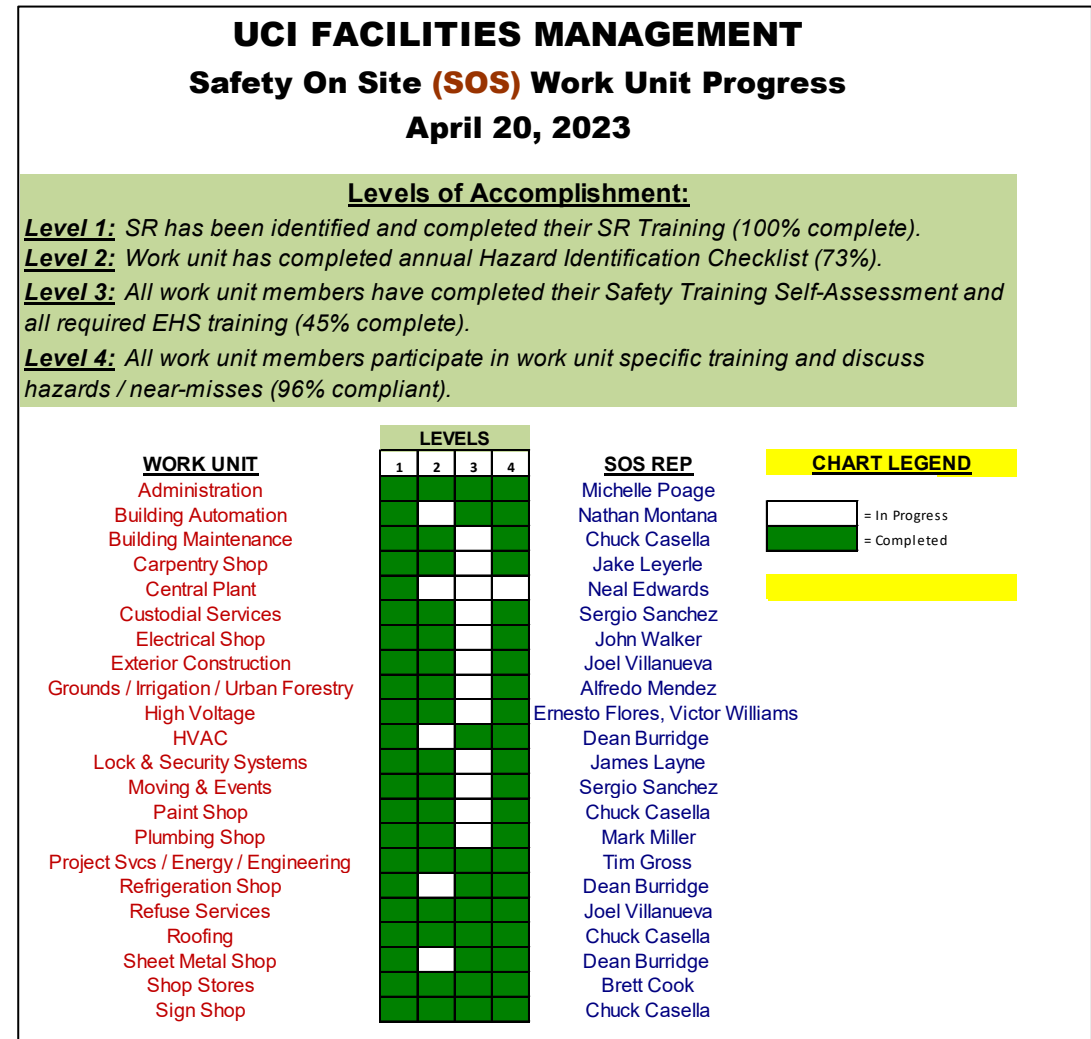 UCI FACILITIES MANAGEMENT
Safety On Site (SOS) Work Unit Progress
April 20, 2023
Levels of Accomplishment:
Level 1: SR has been identified and completed their SR Training (100% complete).
Level 2: Work unit has completed annual Hazard Identification Checklist (73%).
Level 3: All work unit members have completed their Safety Training Self-Assessment and
all required EHS training (45% complete).
Level 4: All work unit members participate in work unit specific training and discuss
hazards / near-misses (96% compliant).
LEVELS
WORK UNIT 1 2 3 4 SOS REP CHART LEGEND
Administration Michelle Poage
Building Automation Nathan Montana = In Progress
Building Maintenance Chuck Casella = Completed
Carpentry Shop Jake Leyerle
Central Plant Neal Edwards
Custodial Services Sergio Sanchez
Electrical Shop John Walker
Exterior Construction Joel Villanueva
Grounds / Irrigation / Urban Forestry Alfredo Mendez
High Voltage Ernesto Flores, Victor Williams
HVAC Dean Burridge
Lock & Security Systems James Layne
Moving & Events Sergio Sanchez
Paint Shop Chuck Casella
Plumbing Shop Mark Miller
Project Svcs / Energy / Engineering Tim Gross
Refrigeration Shop Dean Burridge
Refuse Services Joel Villanueva
Roofing Chuck Casella
Sheet Metal Shop Dean Burridge
Shop Stores Brett Cook
Sign Shop Chuck Casella